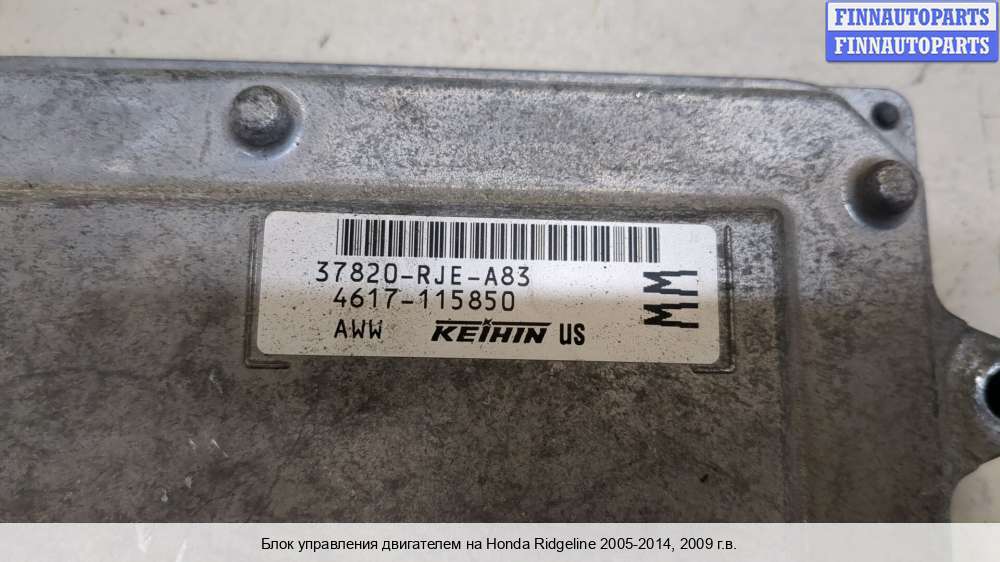 FINNAUTOPARTS
FINNAUTOPARTS
37820-RJE-A83
4617-115850
AWW KEIHIN US
MM
Блок управления двигателем на Honda Ridgeline 2005-2014, 2009 г.в.